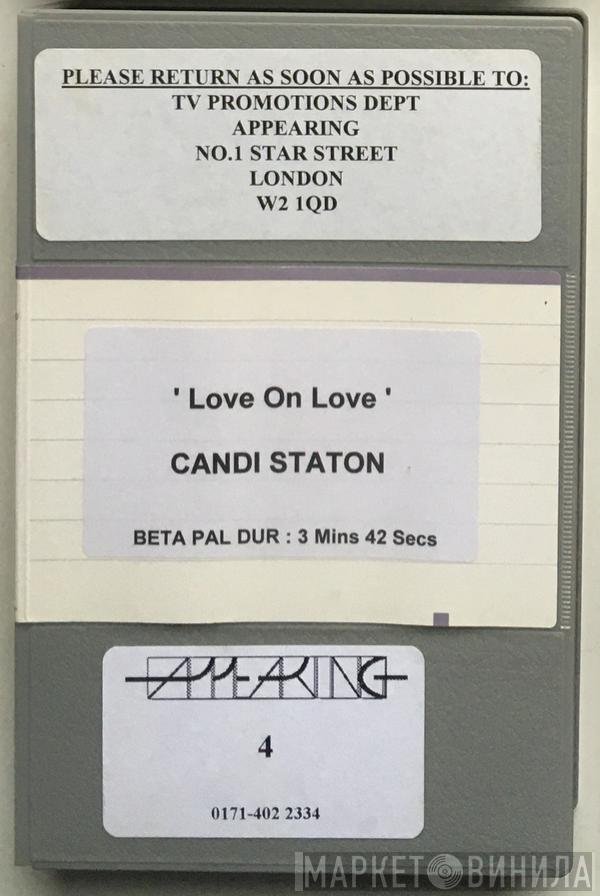 PLEASE RETURN AS SOON AS POSSIBLE TO:
TV PROMOTIONS DEPT
APPEARING
NO.1 STAR STREET
LONDON
W2 1QD
' Love On Love '
CANDI STATON
BETA PAL DUR : 3 Mins 42 Secs
APPEARING
4
0171-402 2334
МАРКЕТ ВИНИЛА